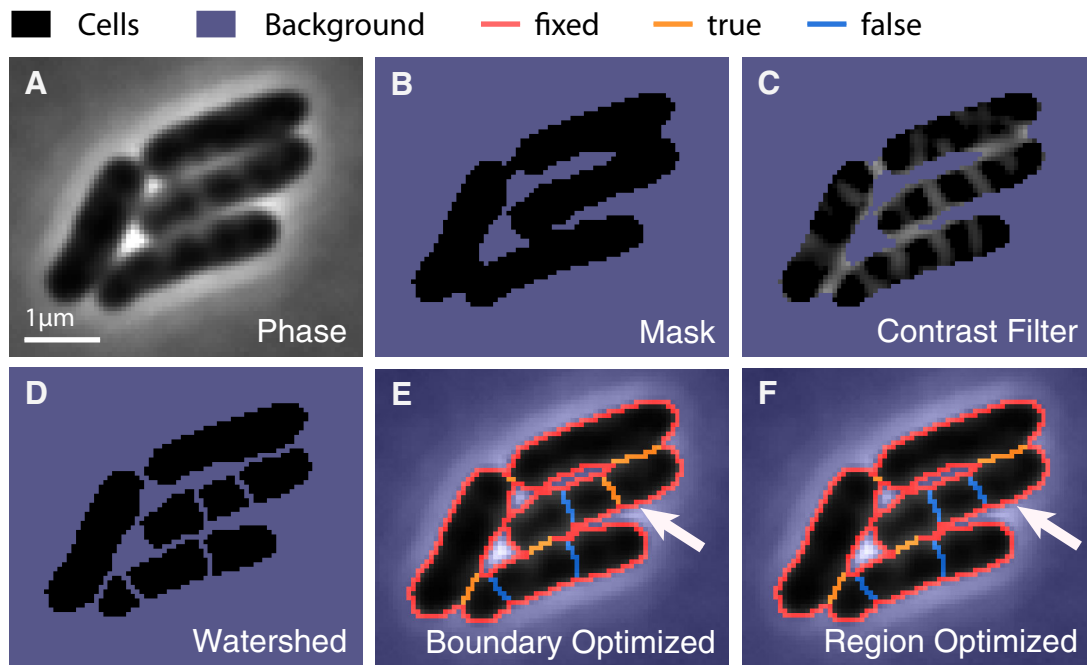 Cells Background fixed true false
A
1µm
Phase
B
Mask
C
Contrast Filter
D
Watershed
E
Boundary Optimized
F
Region Optimized